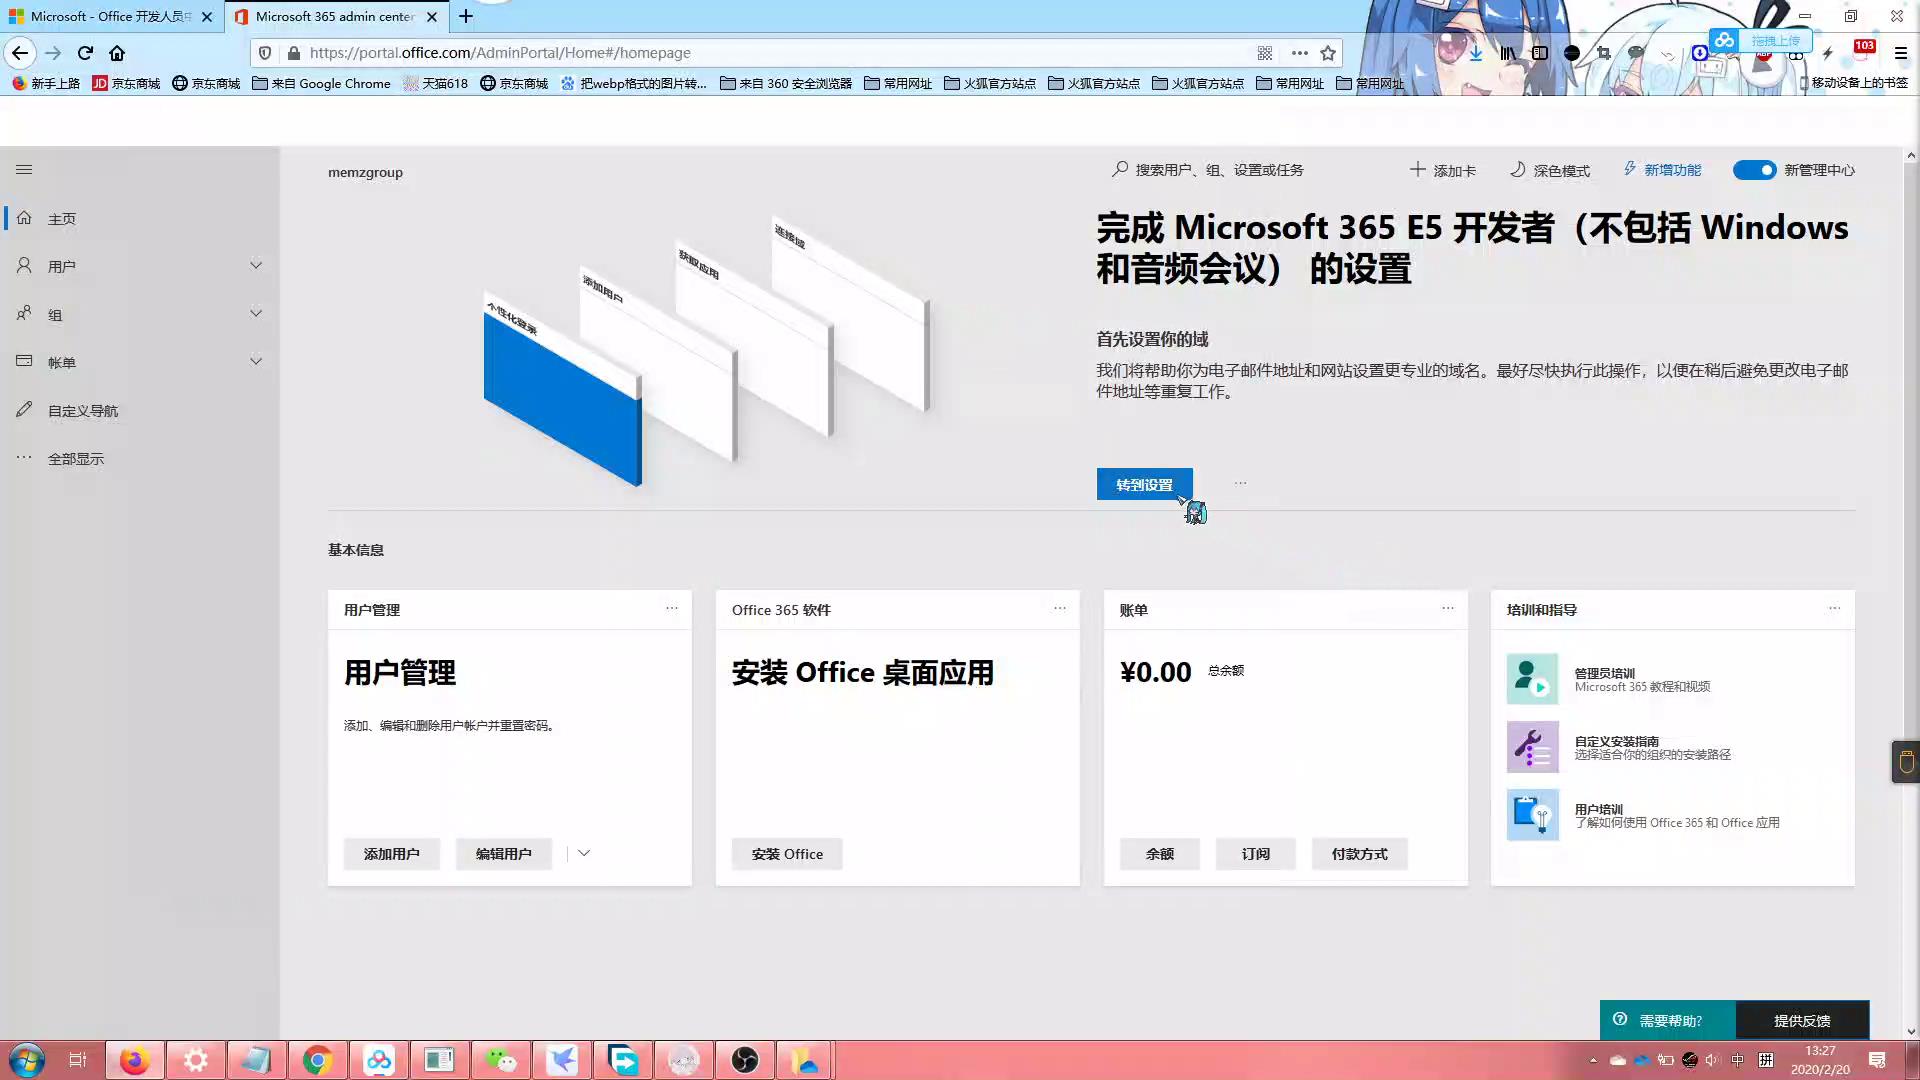 Microsoft - Office 开发人员中
Microsoft 365 admin center
拖拽上传
https://portal.office.com/AdminPortal/Home#/homepage
103
新手上路
京东商城
京东商城
来自 Google Chrome
天猫618
京东商城
把webp格式的图片转...
来自 360 安全浏览器
常用网址
火狐官方站点
火狐官方站点
火狐官方站点
常用网址
常用网址
移动设备上的书签
memzgroup
搜索用户、组、设置或任务
添加卡
深色模式
新增功能
新管理中心
主页
用户
组
帐单
自定义导航
全部显示
个性化登录
添加用户
获取应用
连接域
完成 Microsoft 365 E5 开发者（不包括 Windows
和音频会议） 的设置
首先设置你的域
我们将帮助你为电子邮件地址和网站设置更专业的域名。最好尽快执行此操作，以便在稍后避免更改电子邮
件地址等重复工作。
转到设置
基本信息
用户管理
用户管理
添加、编辑和删除用户帐户并重置密码。
添加用户
编辑用户
Office 365 软件
安装 Office 桌面应用
安装 Office
账单
¥0.00 总余额
余额
订阅
付款方式
培训和指导
管理员培训
Microsoft 365 教程和视频
自定义安装指南
选择适合你的组织的安装路径
用户培训
了解如何使用 Office 365 和 Office 应用
需要帮助?
提供反馈
中
拼
13:27
2020/2/20